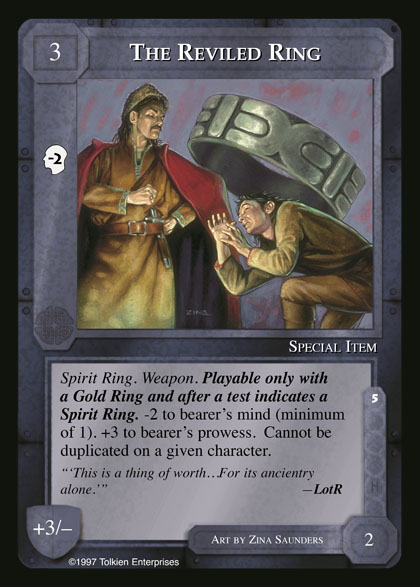 3
THE REVILED RING
-2
ZINA
SPECIAL ITEM
Spirit Ring. Weapon. Playable only with
a Gold Ring and after a test indicates a
Spirit Ring. -2 to bearer's mind (minimum
of 1). +3 to bearer's prowess. Cannot be
duplicated on a given character.
“‘This is a thing of worth…For its ancientry
alone.’” —LotR
5
H
+3/–
ART BY ZINA SAUNDERS
2
©1997 Tolkien Enterprises